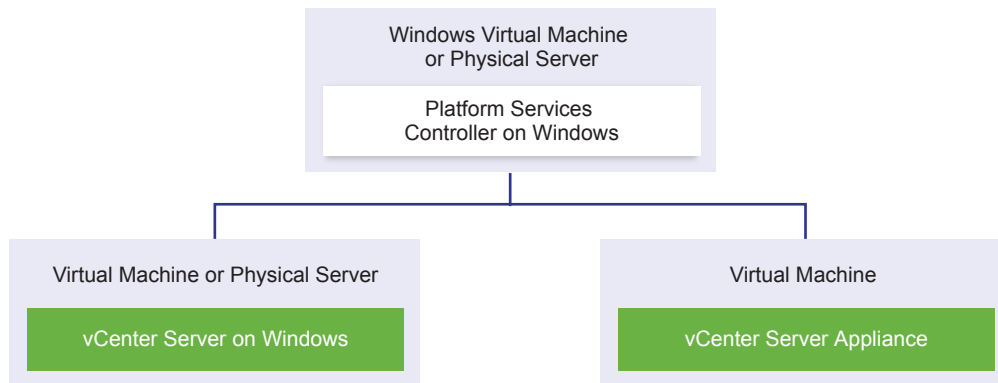 Windows Virtual Machine
or Physical Server
Platform Services
Controller on Windows
Virtual Machine or Physical Server
vCenter Server on Windows
Virtual Machine
vCenter Server Appliance